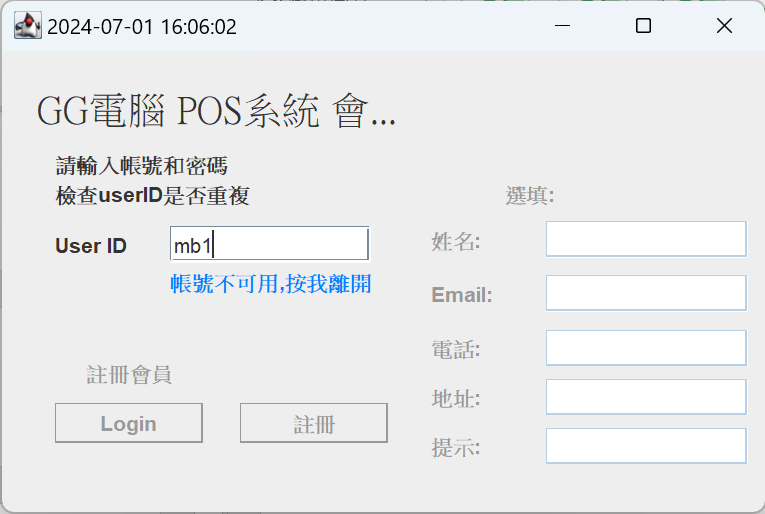 2024-07-01 16:06:02
GG電腦 POS系統 會...
請輸入帳號和密碼
檢查userID是否重複
User ID
mb1
帳號不可用,按我離開
註冊會員
Login
註冊
選填:
姓名:
Email:
電話:
地址:
提示: